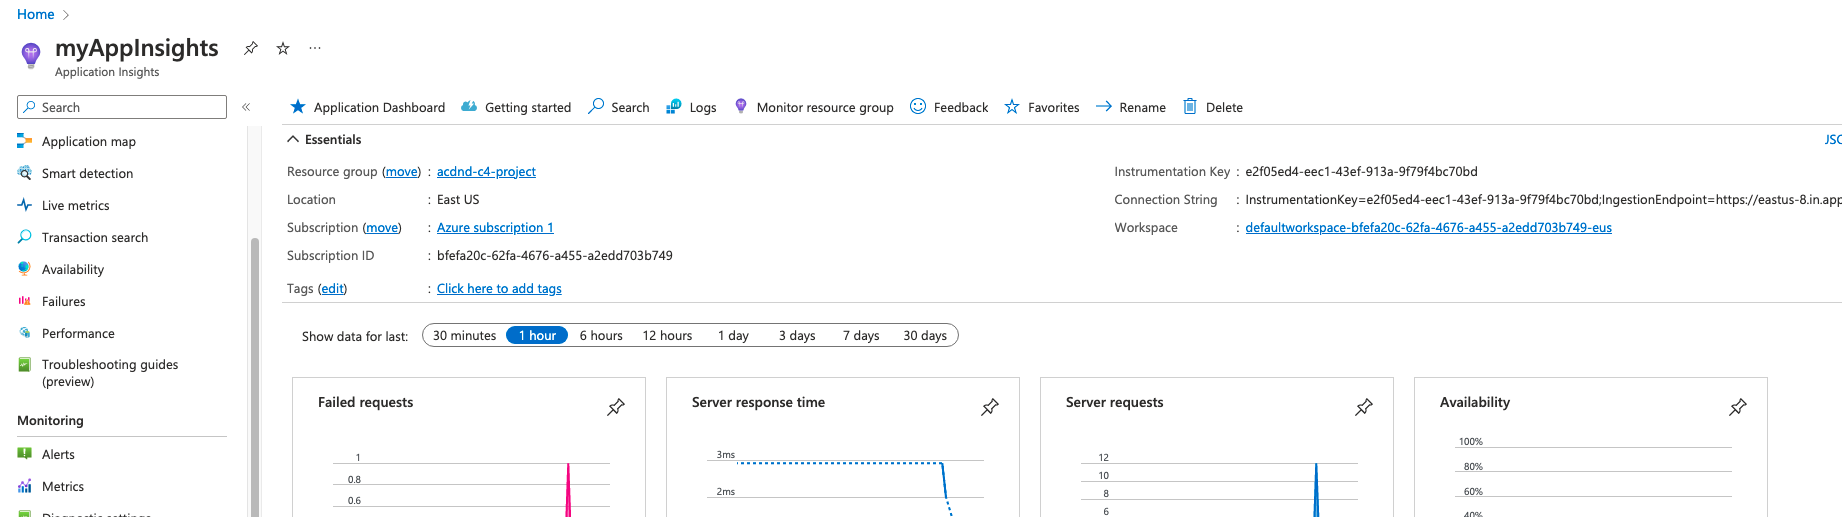 Home
myAppInsights
Application Insights
Search
Application Dashboard Getting started Search Logs Monitor resource group Feedback Favorites Rename Delete
Application map
Smart detection
Live metrics
Transaction search
Availability
Failures
Performance
Troubleshooting guides
(preview)
Monitoring
Alerts
Metrics
Diagnostic settings
Essentials
JSO
Resource group (move) : acdnd-c4-project
Location : East US
Subscription (move) : Azure subscription 1
Subscription ID : bfefa20c-62fa-4676-a455-a2edd703b749
Tags (edit) : Click here to add tags
Instrumentation Key : e2f05ed4-eec1-43ef-913a-9f79f4bc70bd
Connection String : InstrumentationKey=e2f05ed4-eec1-43ef-913a-9f79f4bc70bd;IngestionEndpoint=https://eastus-8.in.app
Workspace : defaultworkspace-bfefa20c-62fa-4676-a455-a2edd703b749-eus
Show data for last: 30 minutes 1 hour 6 hours 12 hours 1 day 3 days 7 days 30 days
Failed requests
1
0.8
0.6
Server response time
3ms
2ms
Server requests
12
10
8
6
Availability
100%
80%
60%
40%